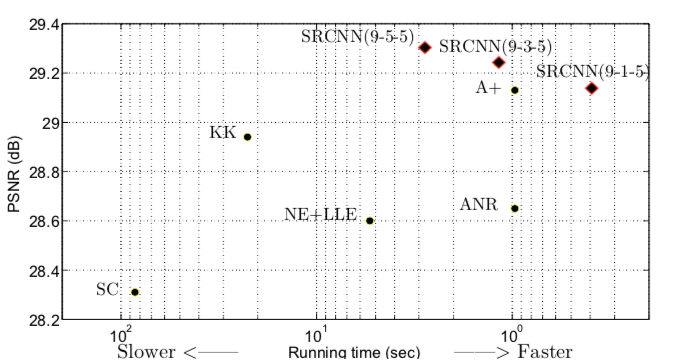 29.4
29.2
29
28.8
28.6
28.4
28.2
PSNR (dB)
SRCNN(9-5-5)
SRCNN(9-3-5)
SRCNN(9-1-5)
A+
KK
ANR
NE+LLE
SC
10² 10¹ 10⁰
Slower <—— Running time (sec) ——> Faster